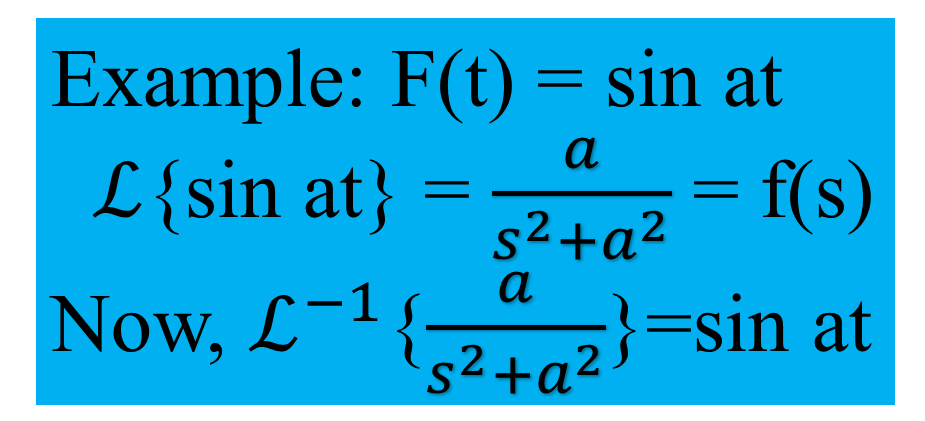 Example: F(t) = sin at
ℒ{sin at} = a/(s²+a²) = f(s)
Now, ℒ⁻¹{a/(s²+a²)}=sin at